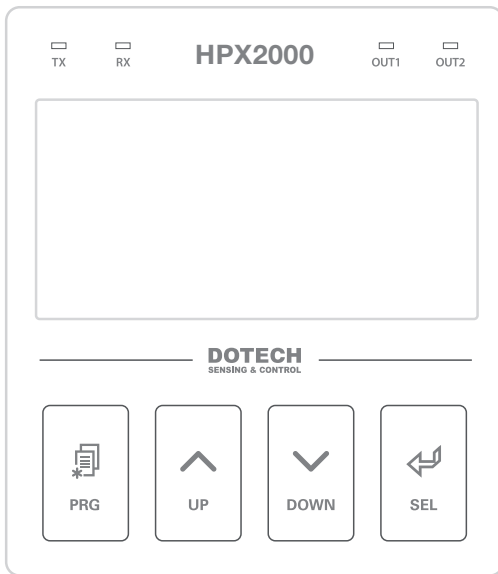 HPX2000
TX RX OUT1 OUT2
DOTECH
SENSING & CONTROL
PRG UP DOWN SEL